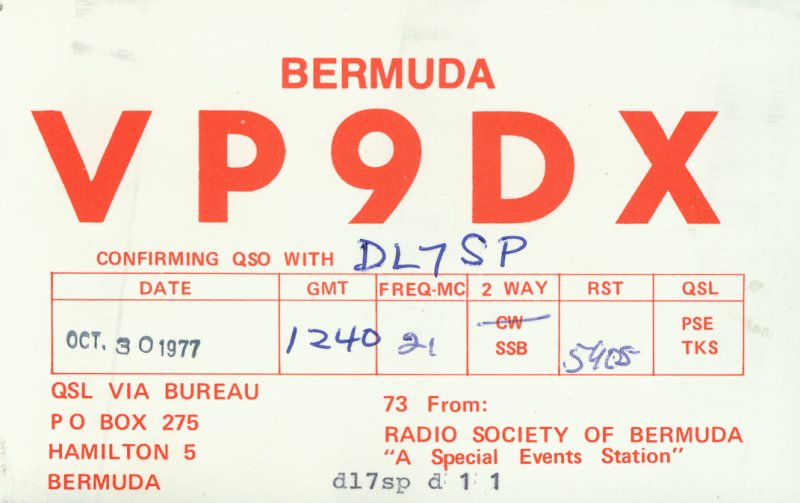 BERMUDA
VP9DX
CONFIRMING QSO WITH DL7SP
DATE GMT FREQ-MC 2 WAY RST QSL
OCT. 30 1977 1240 21 CW SSB PSE TKS
QSL VIA BUREAU
P O BOX 275
HAMILTON 5
BERMUDA
73 From:
RADIO SOCIETY OF BERMUDA
"A Special Events Station"
dl7sp d 1 1